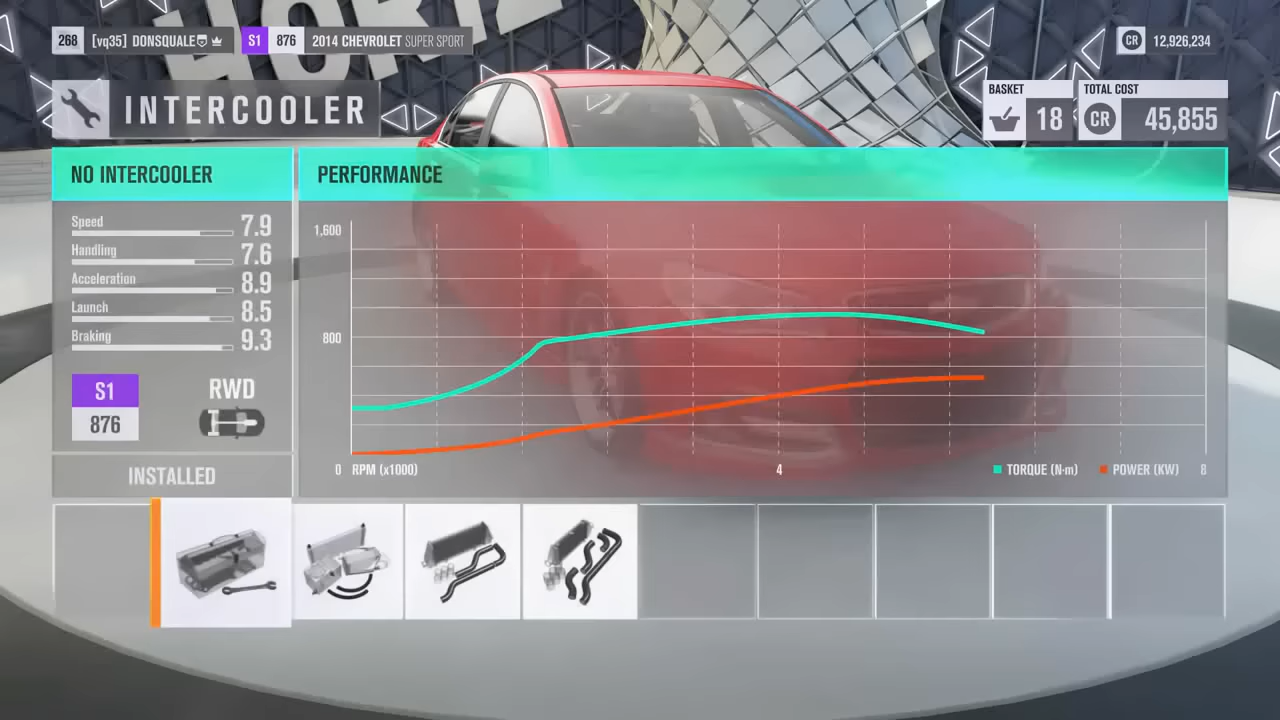 HORIZ
268 [vq35] DONSQUALE S1 876 2014 CHEVROLET SUPER SPORT
CR 12,926,234
INTERCOOLER
BASKET 18
TOTAL COST CR 45,855
NO INTERCOOLER
Speed 7.9
Handling 7.6
Acceleration 8.9
Launch 8.5
Braking 9.3
S1 876
RWD
INSTALLED
PERFORMANCE
1,600
800
0 RPM (x1000) 4 TORQUE (N·m) POWER (KW) 8